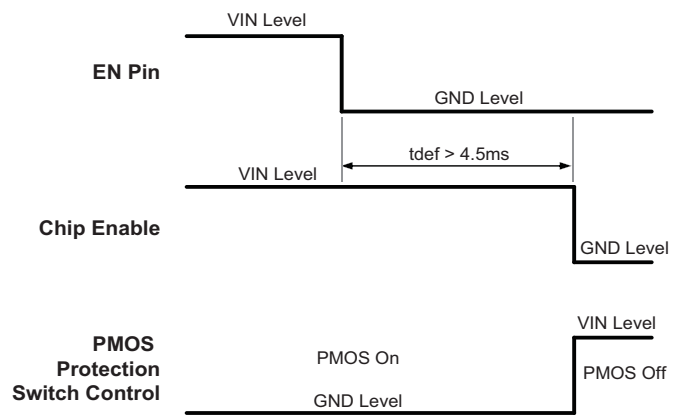 VIN Level
EN Pin
GND Level
tdef > 4.5ms
VIN Level
Chip Enable
GND Level
VIN Level
PMOS
Protection
Switch Control
PMOS On
PMOS Off
GND Level